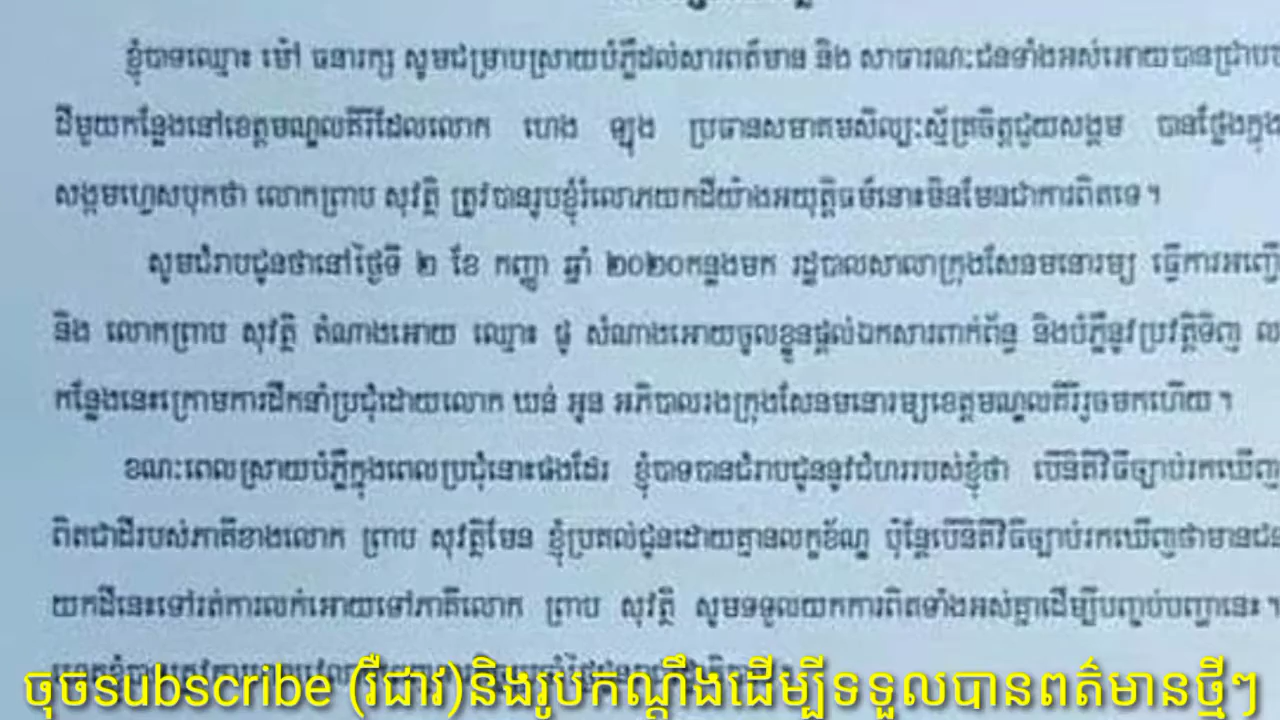 ខ្ញុំបាទឈ្មោះ ម៉ៅ ធនារក្ស សូមជម្រាបស្រាយបំភ្លឺដល់សារពត៌មាន និង សាធារណៈជនទាំងអស់អោយបានជ្រាប
ដីមួយកន្លែងនៅខេត្តមណ្ឌលគីរីដែលលោក ហេង ឡុង ប្រធានសមាគមសិល្បៈស្ម័គ្រចិត្តជួយសង្គម បានថ្លែងក្នុង
សង្គមហ្វេសប៊ុកថា លោកព្រាប សុវត្ថិ ត្រូវបានរូបខ្ញុំរំលោភយកដីយ៉ាងអយុត្តិធម៌នោះមិនមែនជាការពិតទេ។
សូមជំរាបជូនថានៅថ្ងៃទី ២ ខែ កញ្ញា ឆ្នាំ ២០២០កន្លងមក រដ្ឋបាលសាលាក្រុងសែនមនោរម្យ ធ្វើការអញ្ជើ
និង លោកព្រាប សុវត្ថិ តំណាងអោយ ឈ្មោះ ផូ សំណាងអោយចូលខ្លួនផ្តល់ឯកសារពាក់ព័ន្ធ និងបំភ្លឺនូវប្រវត្តិទិញ ល
កន្លែងនេះក្រោមការដឹកនាំប្រជុំដោយលោក ឃន់ អូន អភិបាលរងក្រុងសែនមនោរម្យខេត្តមណ្ឌលគីរីរួចមកហើយ។
ខណៈពេលស្រាយបំភ្លឺក្នុងពេលប្រជុំនោះផងដែរ ខ្ញុំបាទបានជំរាបជូននូវជំហររបស់ខ្ញុំថា បើនិតិវិធីច្បាប់រកឃើញ
ពិតជាដីរបស់ភាគីខាងលោក ព្រាប សុវត្ថិមែន ខ្ញុំប្រគល់ជូនដោយគ្មានលក្ខខ័ណ្ឌ ប៉ុន្តែបើនិតិវិធីច្បាប់រកឃើញថាមានជន
យកដីនេះទៅរត់ការលក់អោយទៅភាគីលោក ព្រាប សុវត្ថិ សូមទទួលយកការពិតទាំងអស់គ្នាដើម្បីបញ្ចប់បញ្ហានេះ។
ចុចsubscribe (រឺជាវ)និងរូបកណ្តឹងដើម្បីទទួលបានពត៌មានថ្មីៗ